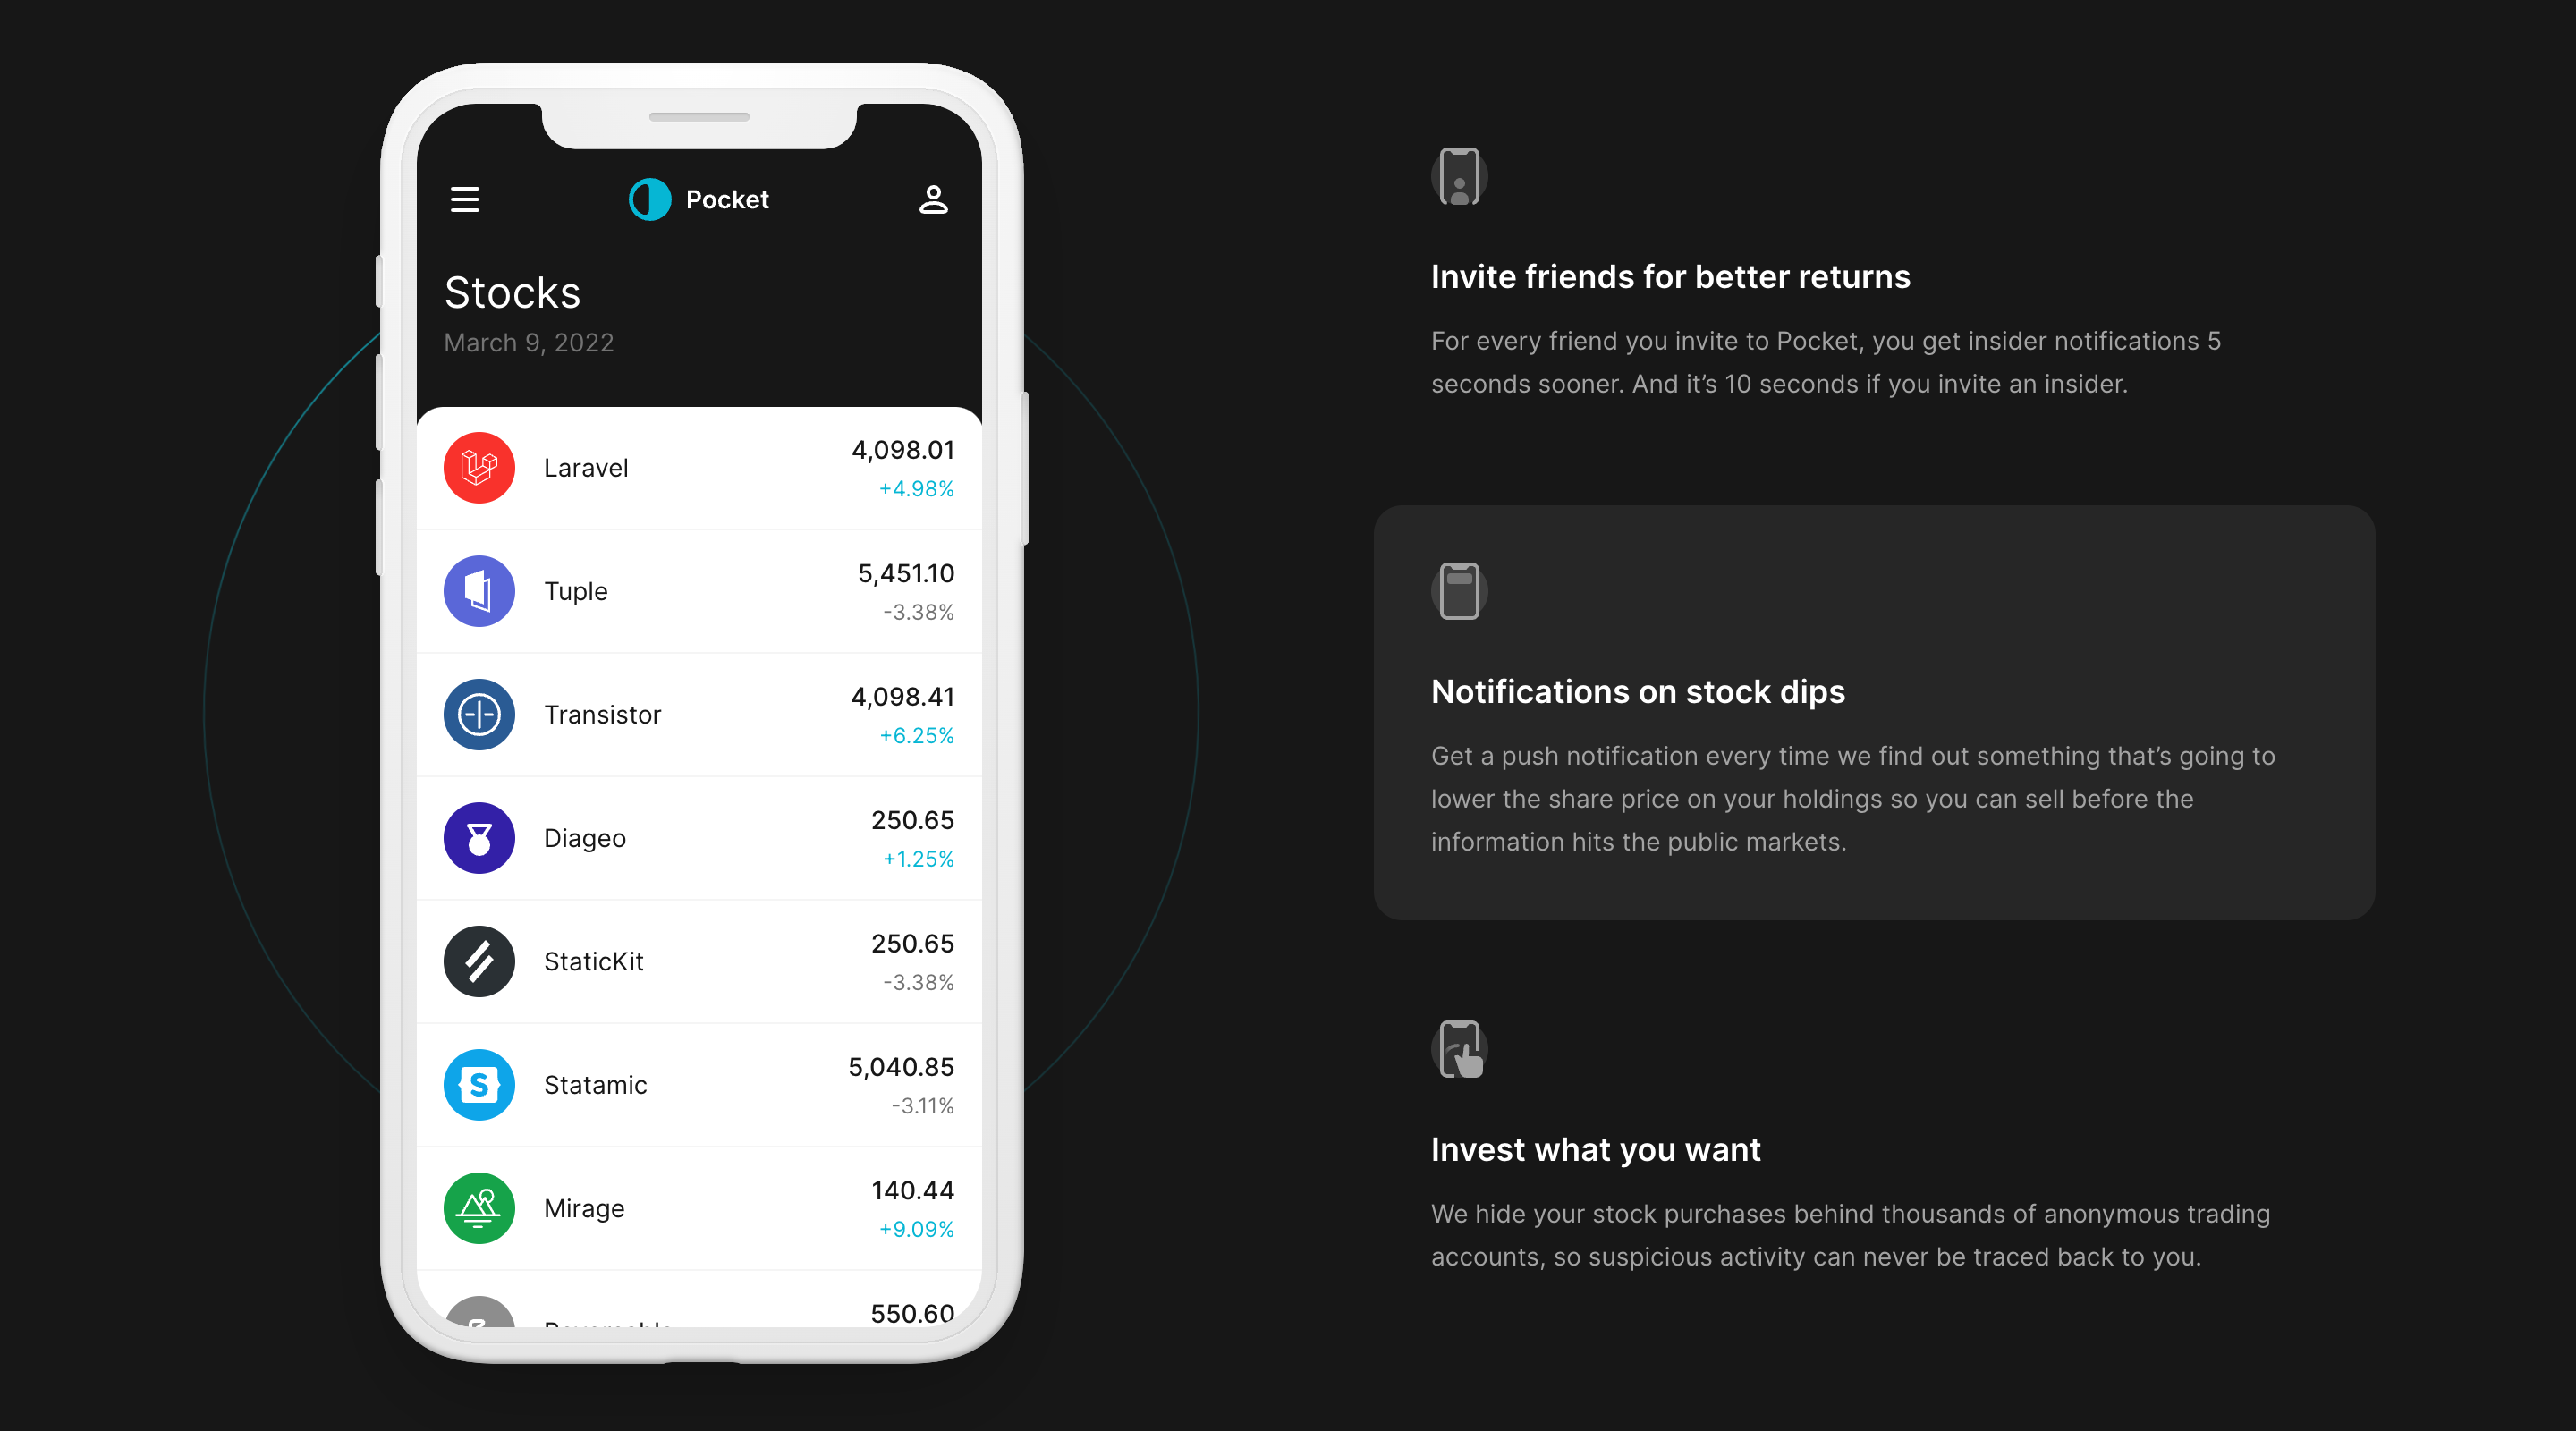 Pocket
Stocks
March 9, 2022
Laravel
4,098.01
+4.98%
Tuple
5,451.10
-3.38%
Transistor
4,098.41
+6.25%
Diageo
250.65
+1.25%
StaticKit
250.65
-3.38%
S
Statamic
5,040.85
-3.11%
Mirage
140.44
+9.09%
550.60
Invite friends for better returns
For every friend you invite to Pocket, you get insider notifications 5
seconds sooner. And it’s 10 seconds if you invite an insider.
Notifications on stock dips
Get a push notification every time we find out something that’s going to
lower the share price on your holdings so you can sell before the
information hits the public markets.
Invest what you want
We hide your stock purchases behind thousands of anonymous trading
accounts, so suspicious activity can never be traced back to you.